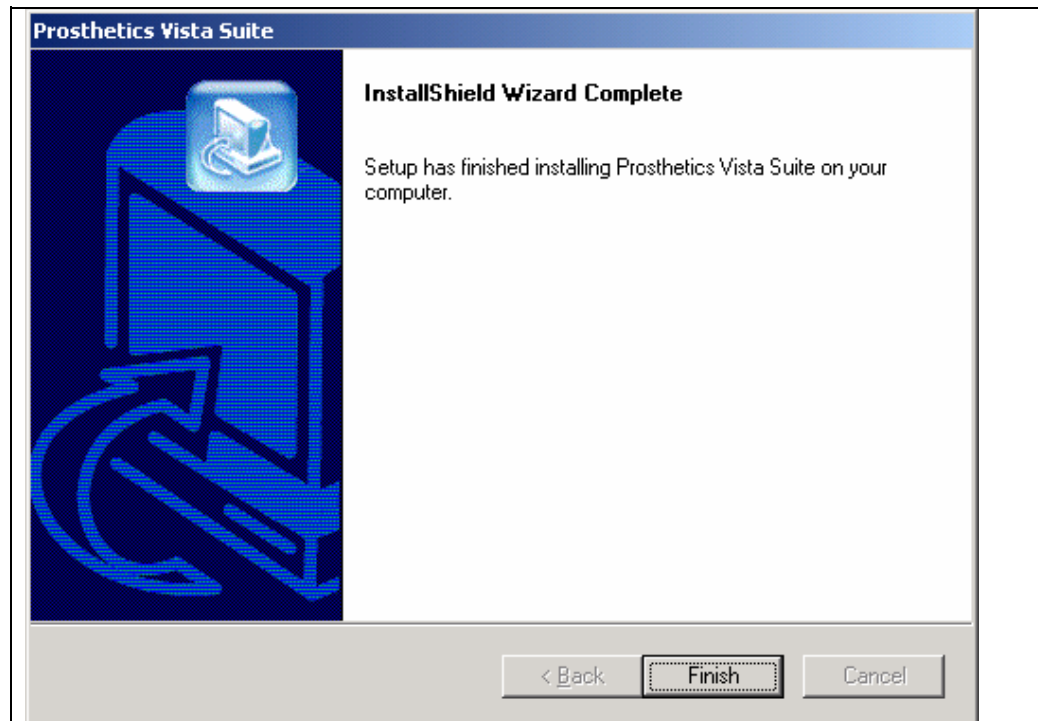 Prosthetics Vista Suite
InstallShield Wizard Complete
Setup has finished installing Prosthetics Vista Suite on your
computer.
< Back
Finish
Cancel